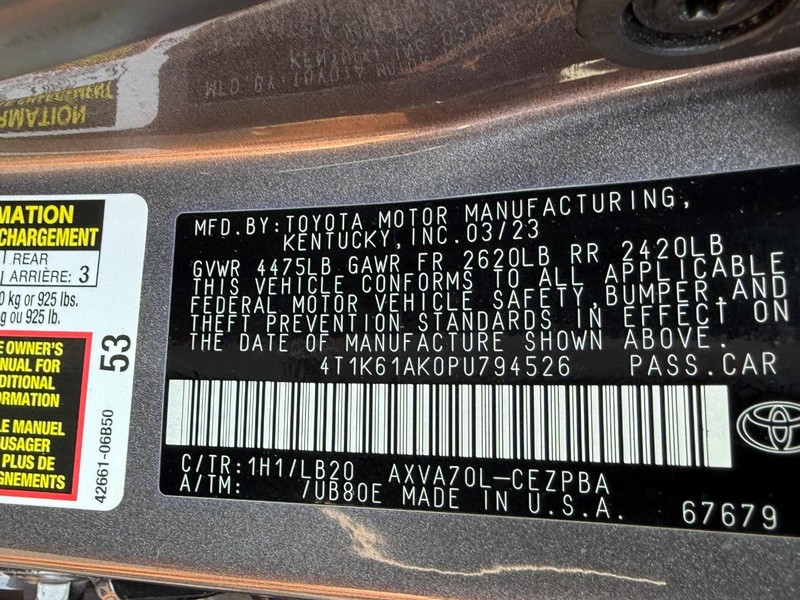 MFD. BY: TOYOTA MOTOR MANUFACTURING,
KENTUCKY, INC. 03/23
GVWR 4475LB GAWR FR 2620LB RR 2420LB
THIS VEHICLE CONFORMS TO ALL APPLICABLE
FEDERAL MOTOR VEHICLE SAFETY, BUMPER, AND
THEFT PREVENTION STANDARDS IN EFFECT ON
THE DATE OF MANUFACTURE SHOWN ABOVE.
4T1K61AK0PU794526 PASS.CAR
C/TR: 1H1/LB20 AXVA70L-CEZPBA
A/TM: /UB80E MADE IN U.S.A.
67679
MATION
CHARGEMENT
REAR
ARRIÈRE: 3
0 kg or 925 lbs.
g ou 925 lb.
E OWNER'S
NUAL FOR
DITIONAL
ORMATION
LE MANUEL
USAGER
PLUS DE
IGNEMENTS
53
42661-06B50